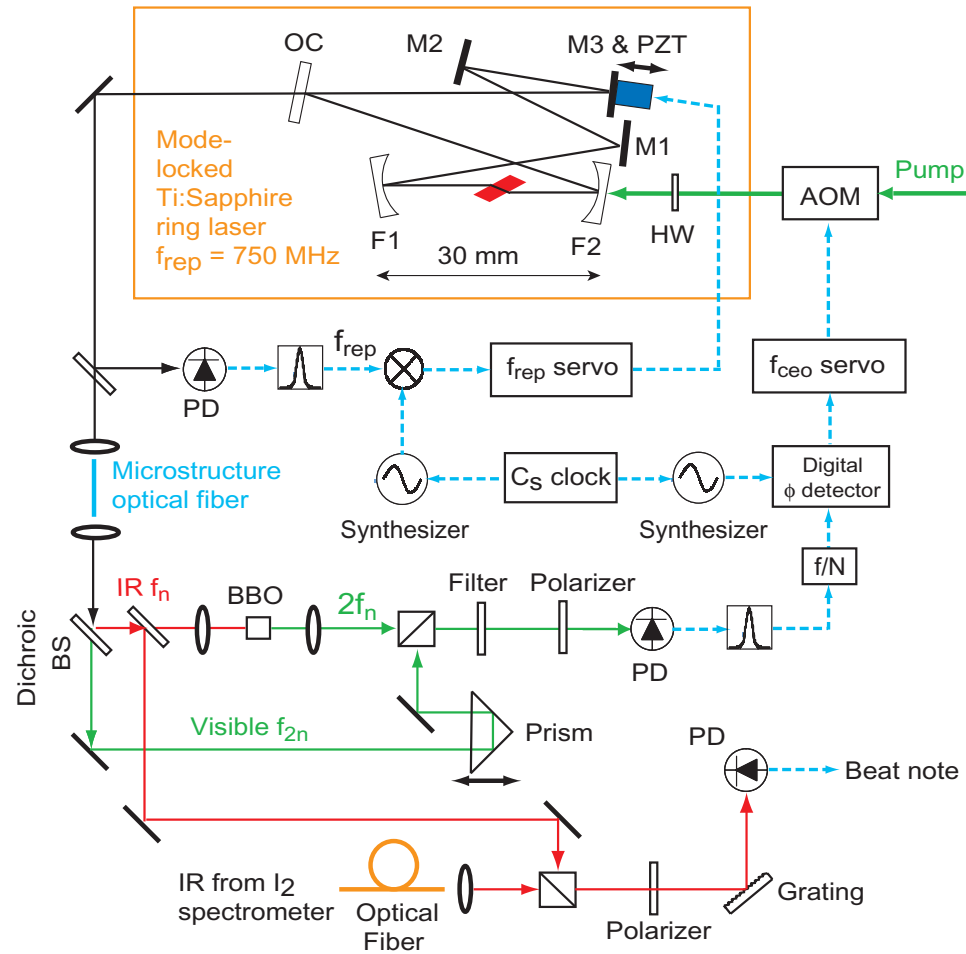 OC
M2
M3 & PZT
Mode-
locked
Ti:Sapphire
ring laser
f_rep = 750 MHz
M1
F1
F2
30 mm
HW
AOM
Pump
PD
f_rep
f_rep servo
f_ceo servo
Microstructure
optical fiber
Synthesizer
Cs clock
Synthesizer
Digital
ϕ detector
f/N
Dichroic
BS
IR f_n
BBO
2f_n
Filter
Polarizer
PD
Visible f_2n
Prism
PD
Beat note
IR from I2
spectrometer
Optical
Fiber
Polarizer
Grating